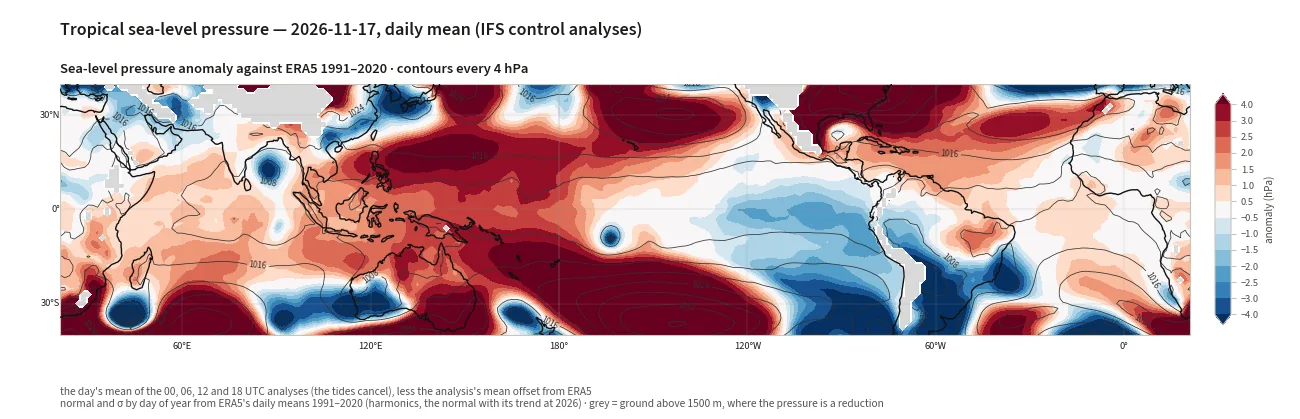 Tropical sea-level pressure — 2026-11-17, daily mean (IFS control analyses)
Sea-level pressure anomaly against ERA5 1991–2020 · contours every 4 hPa
30°N
0°
30°S
60°E
120°E
180°
120°W
60°W
0°
1016
1016
1016
1024
1008
1016
1008
1016
1016
1016
1008
1016
1016
4.0
3.0
2.5
2.0
1.5
1.0
0.5
−0.5
−1.0
−1.5
−2.0
−2.5
−3.0
−4.0
anomaly (hPa)
the day's mean of the 00, 06, 12 and 18 UTC analyses (the tides cancel), less the analysis's mean offset from ERA5
normal and σ by day of year from ERA5's daily means 1991–2020 (harmonics, the normal with its trend at 2026) · grey = ground above 1500 m, where the pressure is a reduction